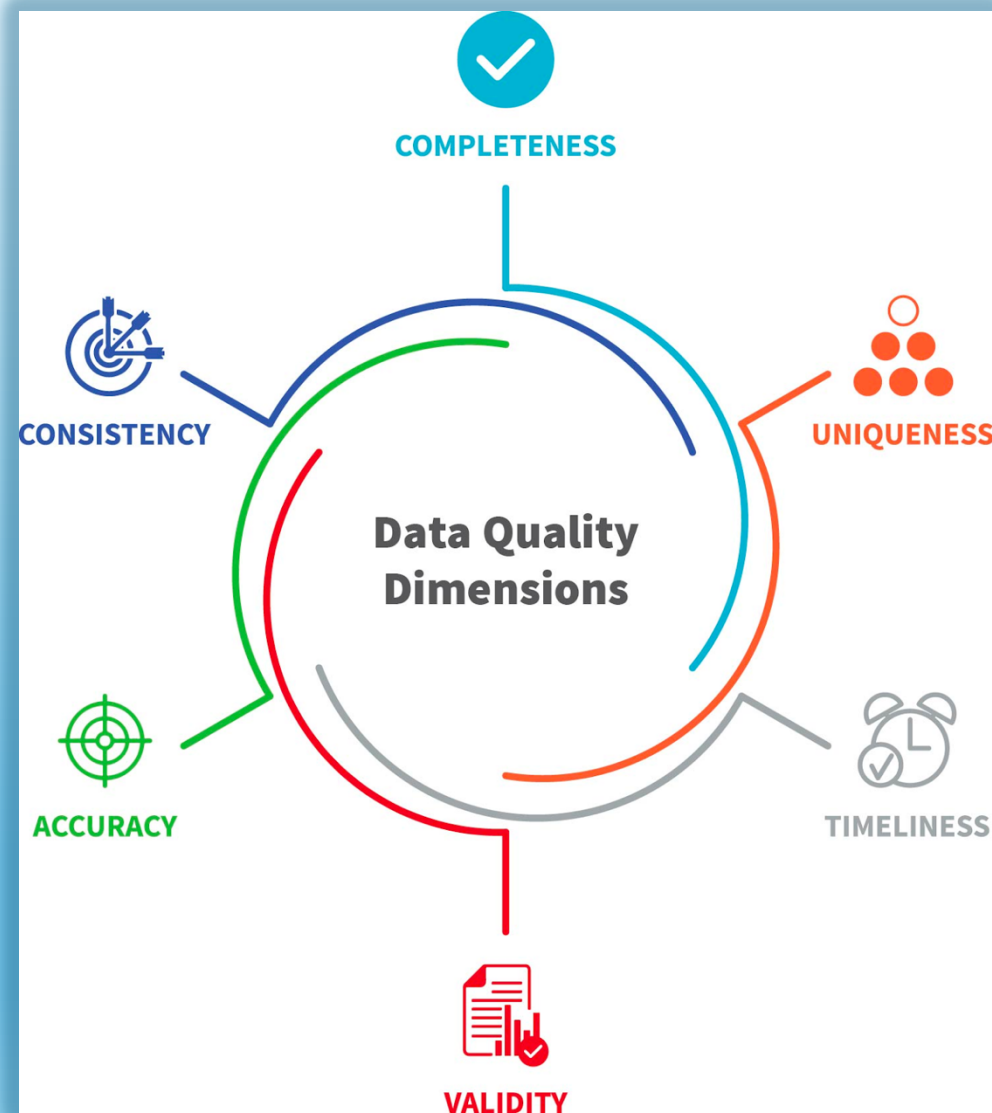 COMPLETENESS
CONSISTENCY
UNIQUENESS
Data Quality
Dimensions
ACCURACY
TIMELINESS
VALIDITY